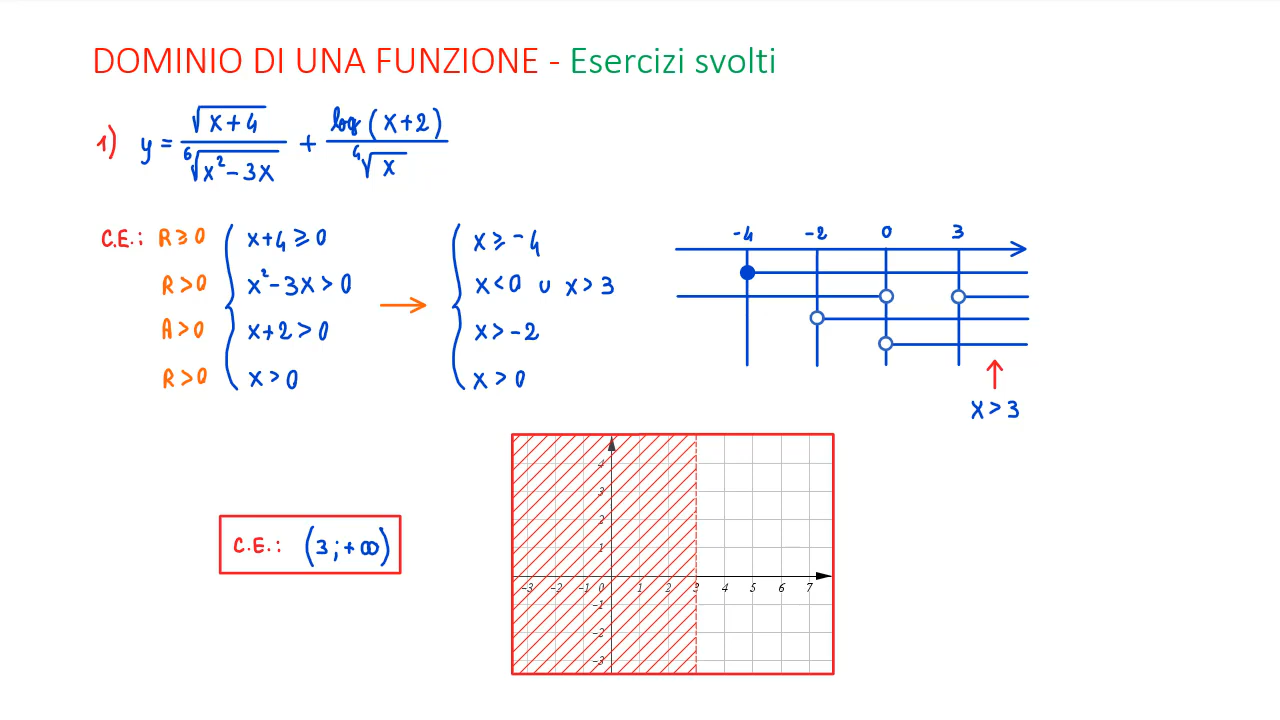 DOMINIO DI UNA FUNZIONE - Esercizi svolti
1) y = √(x+4) / ⁶√(x²-3x) + log(x+2) / ⁴√x
C.E.: R≥0 { x+4≥0 → { x≥-4
R>0 x²-3x>0 x<0 ∪ x>3
A>0 x+2>0 x>-2
R>0 x>0 x>0
-4 -2 0 3
x>3
C.E.: (3;+∞)
4
3
2
1
-3 -2 -1 0 1 2 3 4 5 6 7
-1
-2
-3